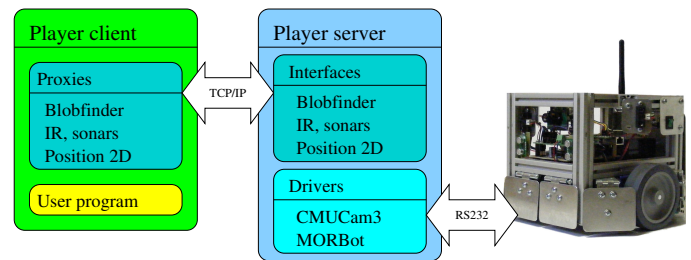 Player client
Proxies
Blobfinder
IR, sonars
Position 2D
User program
TCP/IP
Player server
Interfaces
Blobfinder
IR, sonars
Position 2D
Drivers
CMUCam3
MORBot
RS232